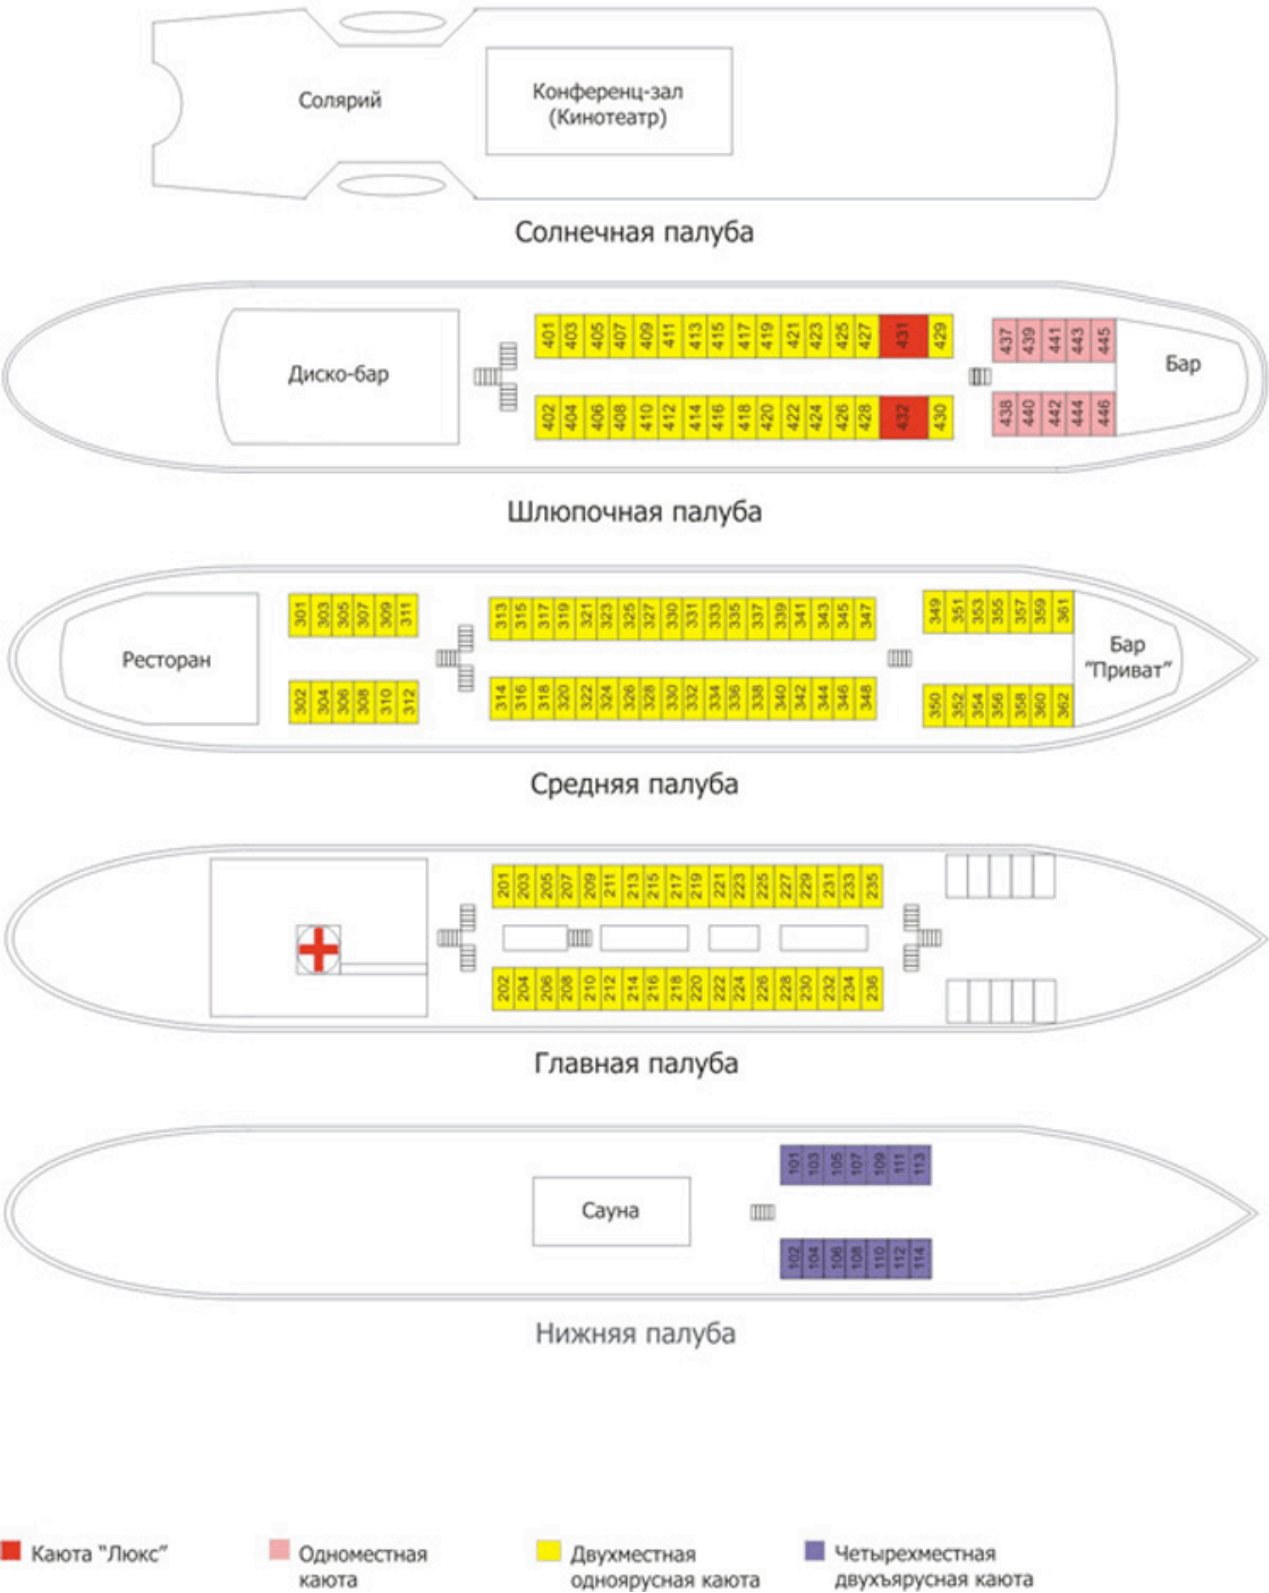 Солярий
Конференц-зал
(Кинотеатр)
Солнечная палуба
401 403 405 407 409 411 413 415 417 419 421 423 425 427 431 429
437 439 441 443 445
Диско-бар
Бар
402 404 406 408 410 412 414 416 418 420 422 424 426 428 432 430
438 440 442 444 446
Шлюпочная палуба
301 303 305 307 309 311
313 315 317 319 321 323 325 327 330 331 333 335 337 339 341 343 345 347
349 351 353 355 357 359 361
Ресторан
Бар
"Приват"
302 304 306 308 310 312
314 316 318 320 322 324 326 328 330 332 334 336 338 340 342 344 346 348
350 352 354 356 358 360 362
Средняя палуба
201 203 205 207 209 211 213 215 217 219 221 223 225 227 229 231 233 235
202 204 206 208 210 212 214 216 218 220 222 224 226 228 230 232 234 236
Главная палуба
101 103 105 107 109 111 113
Сауна
102 104 106 108 110 112 114
Нижняя палуба
Каюта "Люкс"
Одноместная
каюта
Двухместная
одноярусная каюта
Четырехместная
двухъярусная каюта